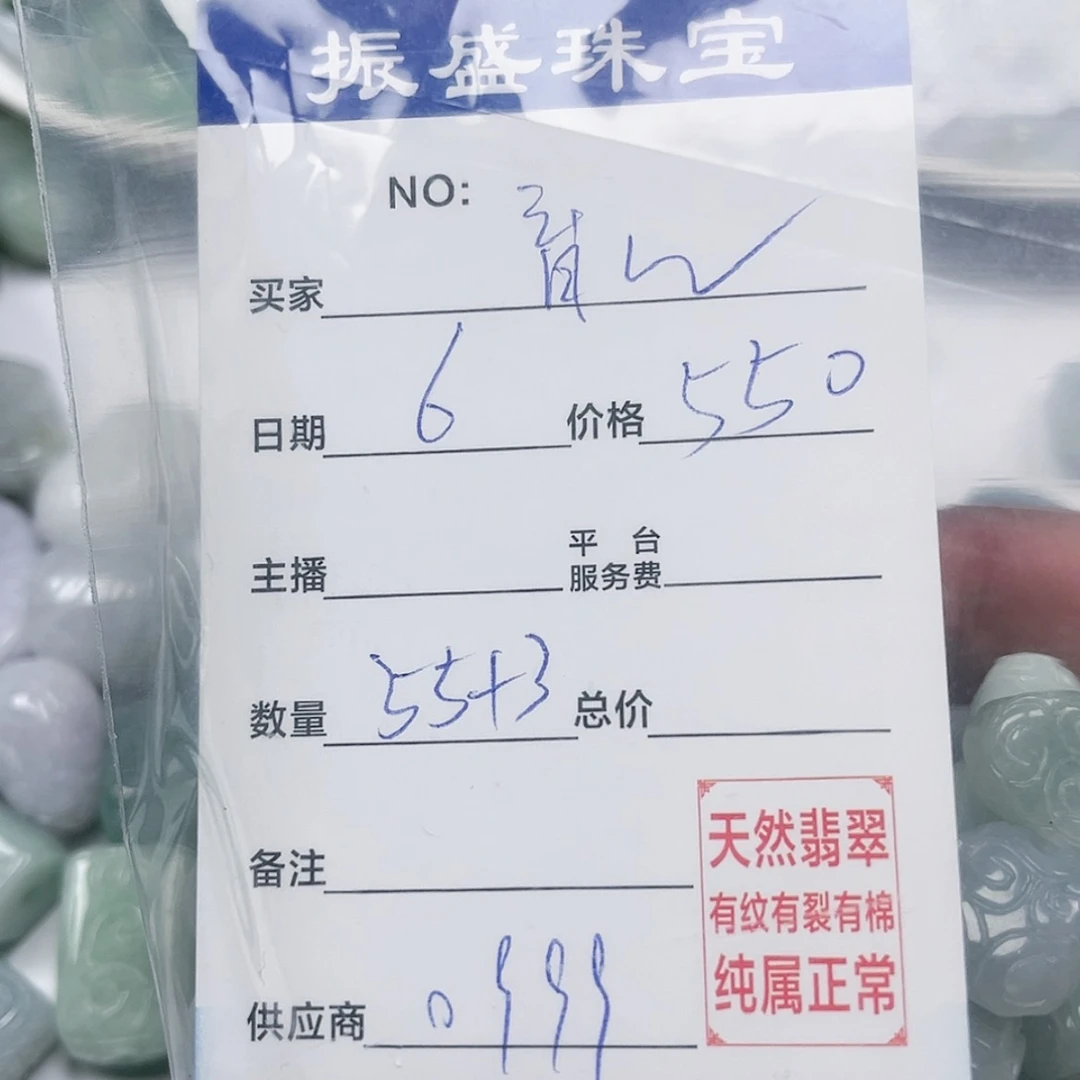 振盛珠宝
NO:
买家
日期 6 价格 550
主播 平台服务费
数量 55+3 总价
备注
供应商 0999
天然翡翠
有纹有裂有棉
纯属正常